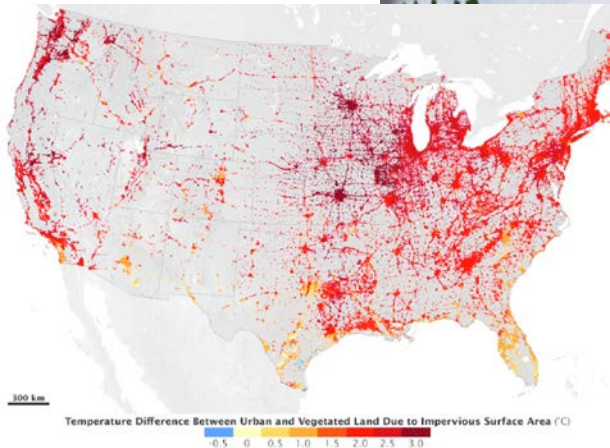 300 km
Temperature Difference Between Urban and Vegetated Land Due to Impervious Surface Area (°C)
-0.5 0 0.5 1.0 1.5 2.0 2.5 3.0